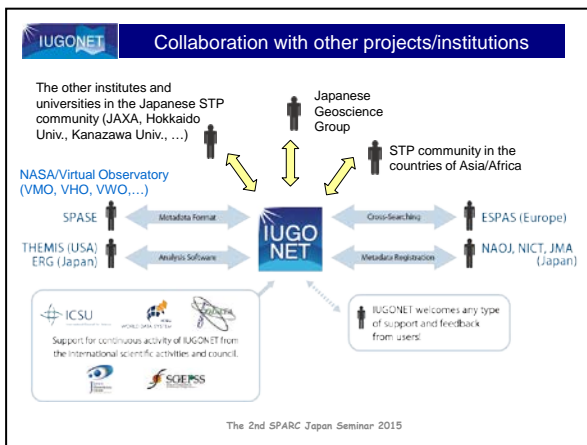 IUGONET
Collaboration with other projects/institutions
The other institutes and
universities in the Japanese STP
community (JAXA, Hokkaido
Univ., Kanazawa Univ., ...)
Japanese
Geoscience
Group
STP community in the
countries of Asia/Africa
NASA/Virtual Observatory
(VMO, VHO, VWO,...)
SPASE
Metadata Format
IUGO
NET
Cross-Searching
ESPAS (Europe)
THEMIS (USA)
ERG (Japan)
Analysis Software
Metadata Registration
NAOJ, NICT, JMA
(Japan)
ICSU
WORLD DATA SYSTEM
Support for continuous activity of IUGONET from
the international scientific activities and council.
SGEPSS
IUGONET welcomes any type
of support and feedback
from users!
The 2nd SPARC Japan Seminar 2015